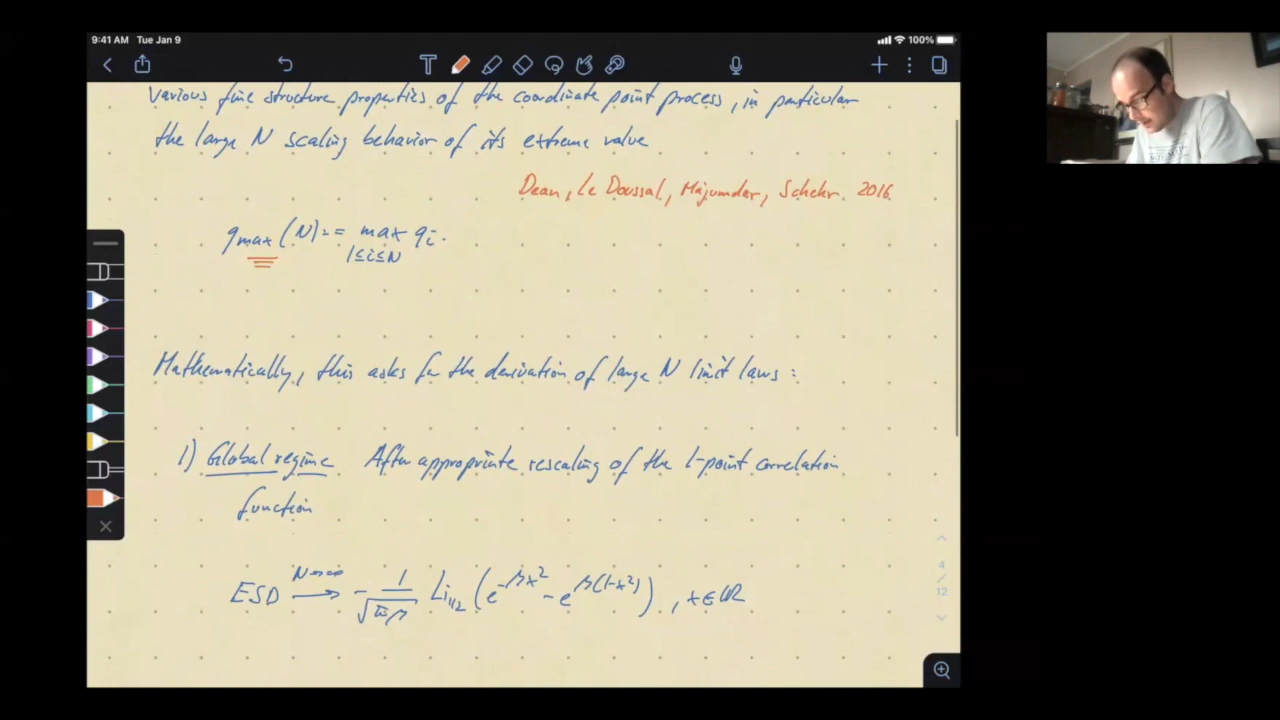 9:41 AM Tue Jan 9
100%
Various fine structure properties of the coordinate point process, in particular
the large N scaling behavior of its extreme value
Dean, Le Doussal, Majumdar, Schehr 2016
q_max (N) := max q_i.
1≤i≤N
Mathematically, this asks for the derivation of large N limit laws :
1) Global regime After appropriate rescaling of the 1-point correlation
function
ESD →^{N→∞} -1/√(πβ) Li_{1/2} (e^{-βx²} - e^{β(1-x²)}) , x∈ℝ
4
/
12